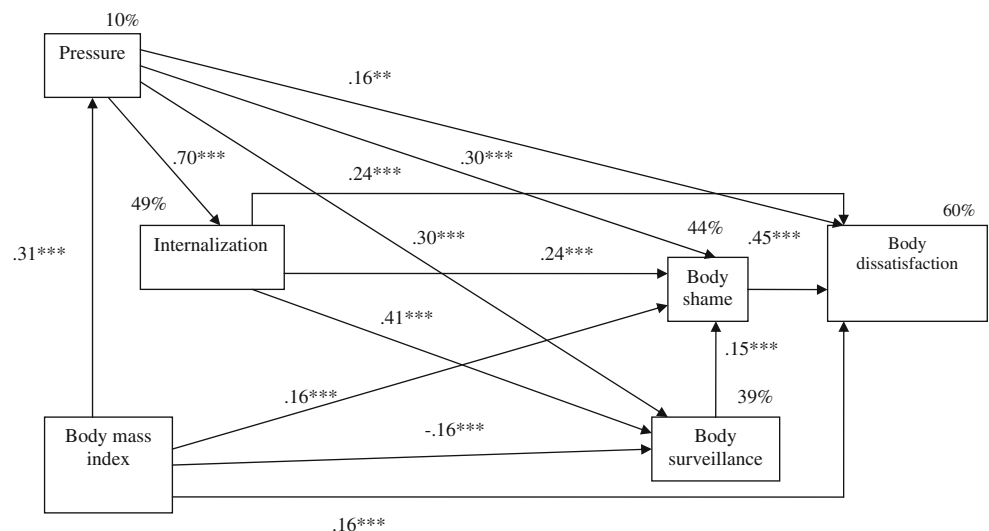 10%
Pressure
.16**
.70***
.30***
.24***
49%
60%
44%
Internalization
.31***
.30***
.24***
.45***
Body
dissatisfaction
Body
shame
.41***
.15***
.16***
39%
-.16***
Body mass
index
Body
surveillance
.16***